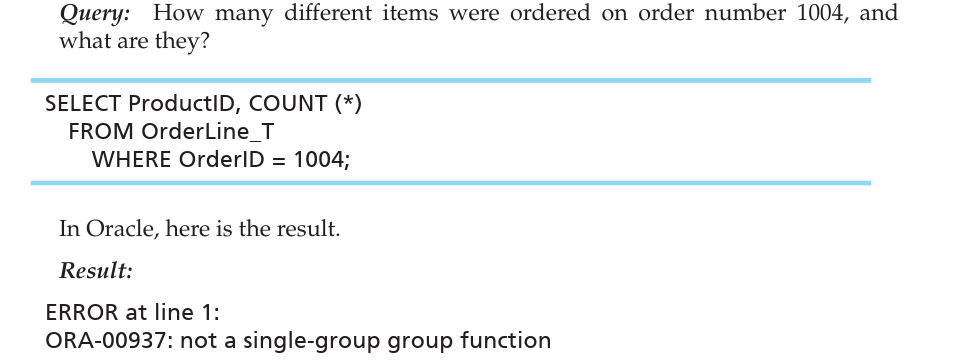 Query: How many different items were ordered on order number 1004, and
what are they?
SELECT ProductID, COUNT (*)
FROM OrderLine_T
WHERE OrderID = 1004;
In Oracle, here is the result.
Result:
ERROR at line 1:
ORA-00937: not a single-group group function